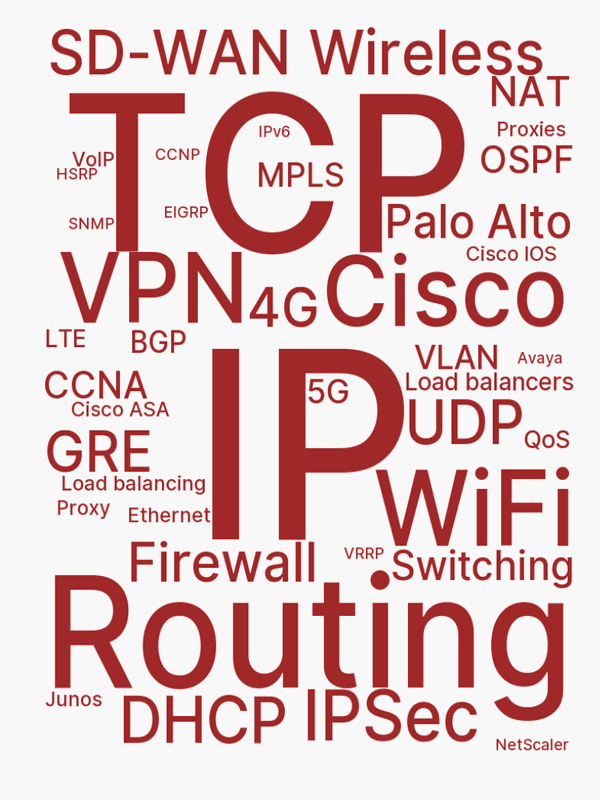 SD-WAN Wireless
NAT
TCP
IPv6
Proxies
VoIP
CCNP
OSPF
HSRP
MPLS
EIGRP
SNMP
Palo Alto
Cisco IOS
VPN
4G
Cisco
LTE
BGP
VLAN
Avaya
IP
5G
CCNA
Load balancers
Cisco ASA
UDP
QoS
GRE
Load balancing
WiFi
Proxy
Ethernet
Firewall
VRRP
Switching
Routing
Junos
DHCP
IPSec
NetScaler